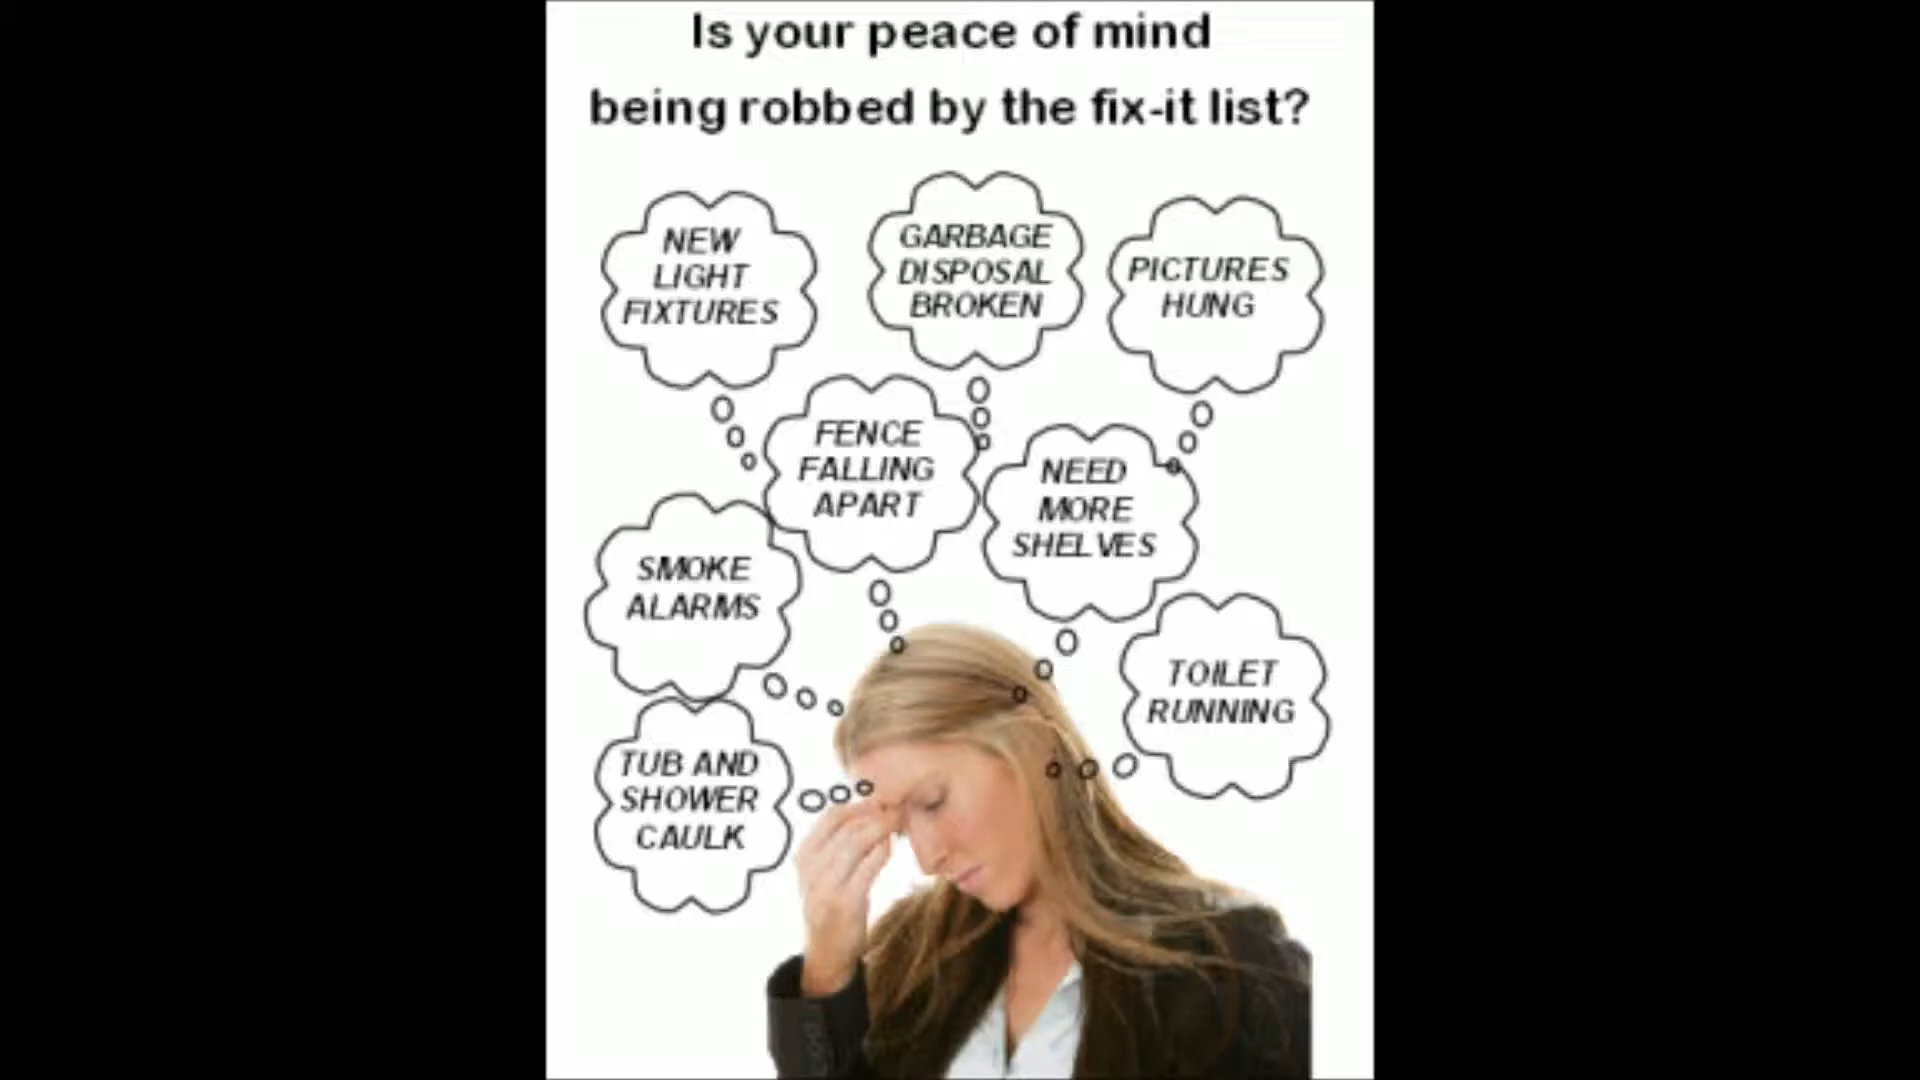 Is your peace of mind
being robbed by the fix-it list?
NEW
LIGHT
FIXTURES
GARBAGE
DISPOSAL
BROKEN
PICTURES
HUNG
FENCE
FALLING
APART
NEED
MORE
SHELVES
SMOKE
ALARMS
TOILET
RUNNING
TUB AND
SHOWER
CAULK